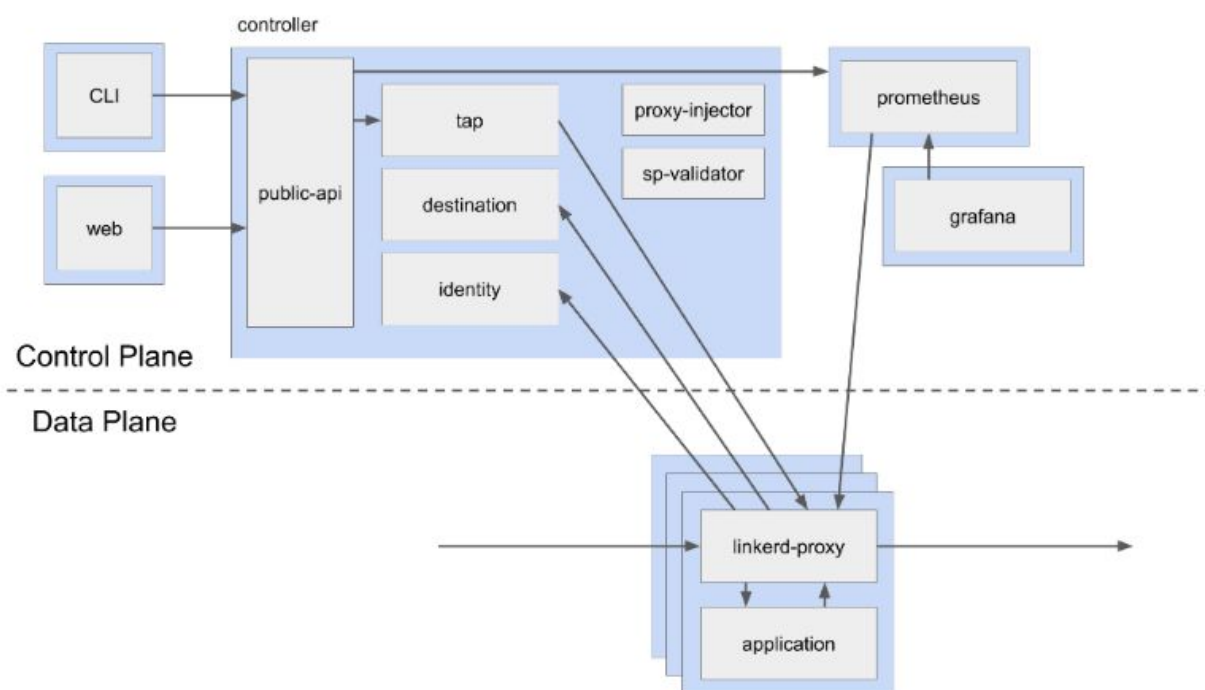 controller
CLI
web
public-api
tap
destination
identity
proxy-injector
sp-validator
prometheus
grafana
Control Plane
Data Plane
linkerd-proxy
application